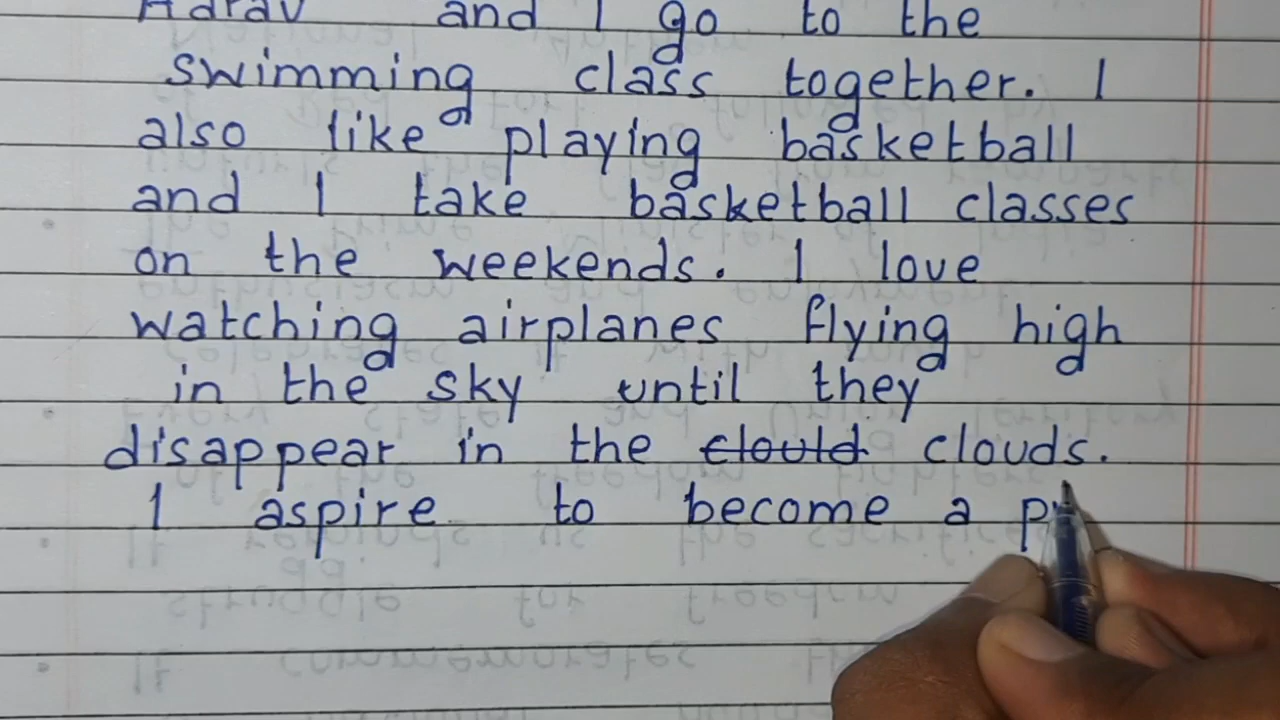 Aarav and I go to the
swimming class together. I
also like playing basketball
and I take basketball classes
on the weekends. I love
watching airplanes flying high
in the sky until they
disappear in the clould clouds.
I aspire to become a